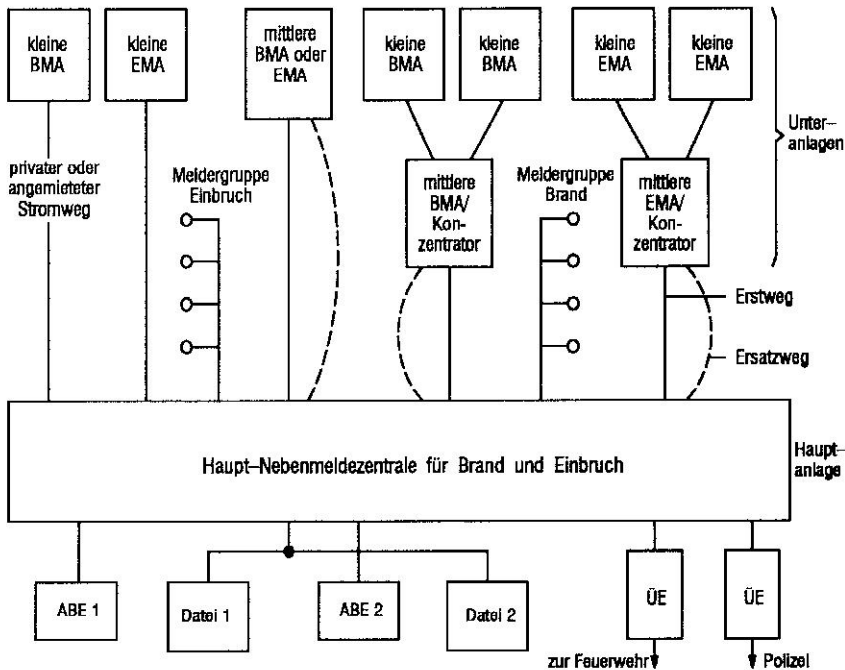 kleine
BMA
kleine
EMA
mittlere
BMA oder
EMA
kleine
BMA
kleine
BMA
kleine
EMA
kleine
EMA
Unter–
anlagen
privater oder
angemieteter
Stromweg
Meldergruppe
Einbruch
mittlere
BMA/
Kon-
zentrator
Meldergruppe
Brand
mittlere
EMA/
Kon-
zentrator
Erstweg
Ersatzweg
Haupt–Nebenmeldezentrale für Brand und Einbruch
Haupt–
anlage
ABE 1
Datei 1
ABE 2
Datei 2
ÜE
ÜE
zur Feuerwehr
Polizei